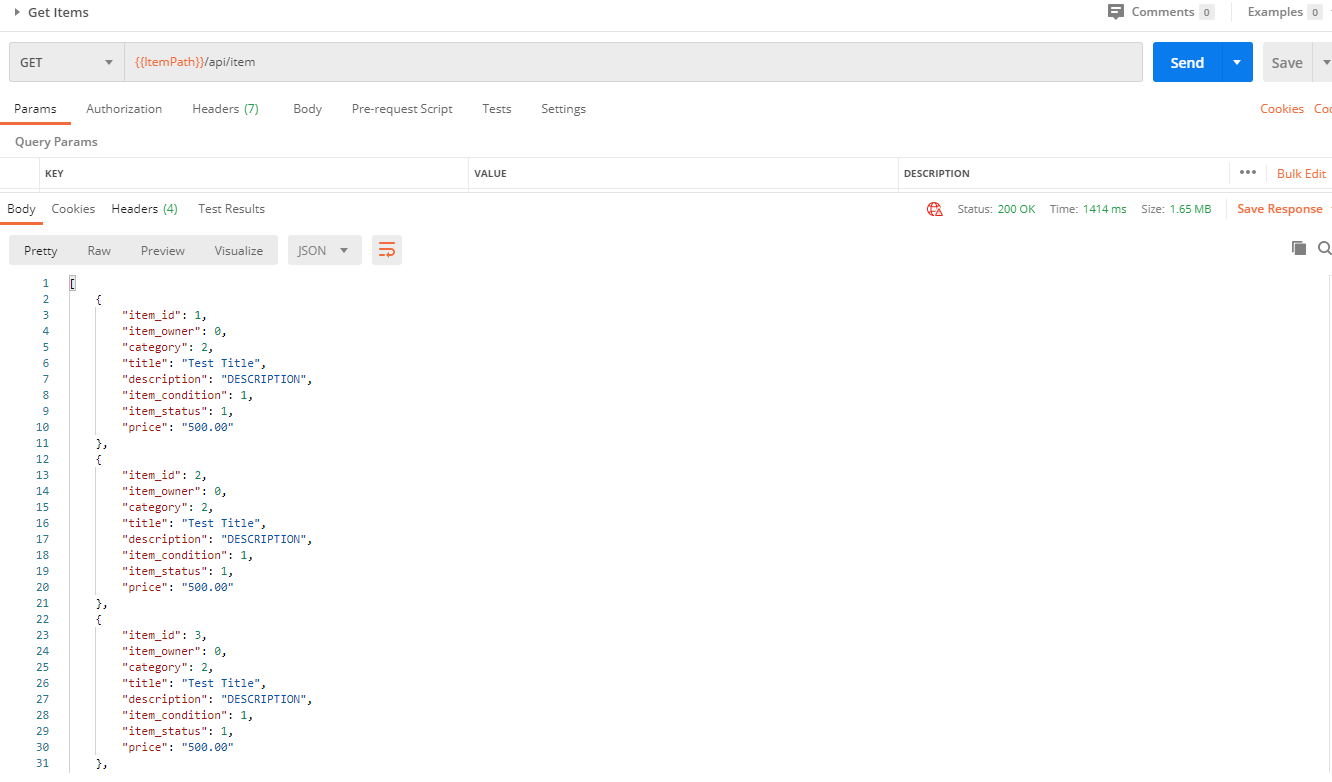 Get Items Comments 0 Examples 0
GET {{ItemPath}}/api/item Send Save
Params Authorization Headers (7) Body Pre-request Script Tests Settings Cookies Coo
Query Params
KEY VALUE DESCRIPTION ••• Bulk Edit
Body Cookies Headers (4) Test Results Status: 200 OK Time: 1414 ms Size: 1.65 MB Save Response
Pretty Raw Preview Visualize JSON
1 [
2 {
3 "item_id": 1,
4 "item_owner": 0,
5 "category": 2,
6 "title": "Test Title",
7 "description": "DESCRIPTION",
8 "item_condition": 1,
9 "item_status": 1,
10 "price": "500.00"
11 },
12 {
13 "item_id": 2,
14 "item_owner": 0,
15 "category": 2,
16 "title": "Test Title",
17 "description": "DESCRIPTION",
18 "item_condition": 1,
19 "item_status": 1,
20 "price": "500.00"
21 },
22 {
23 "item_id": 3,
24 "item_owner": 0,
25 "category": 2,
26 "title": "Test Title",
27 "description": "DESCRIPTION",
28 "item_condition": 1,
29 "item_status": 1,
30 "price": "500.00"
31 },